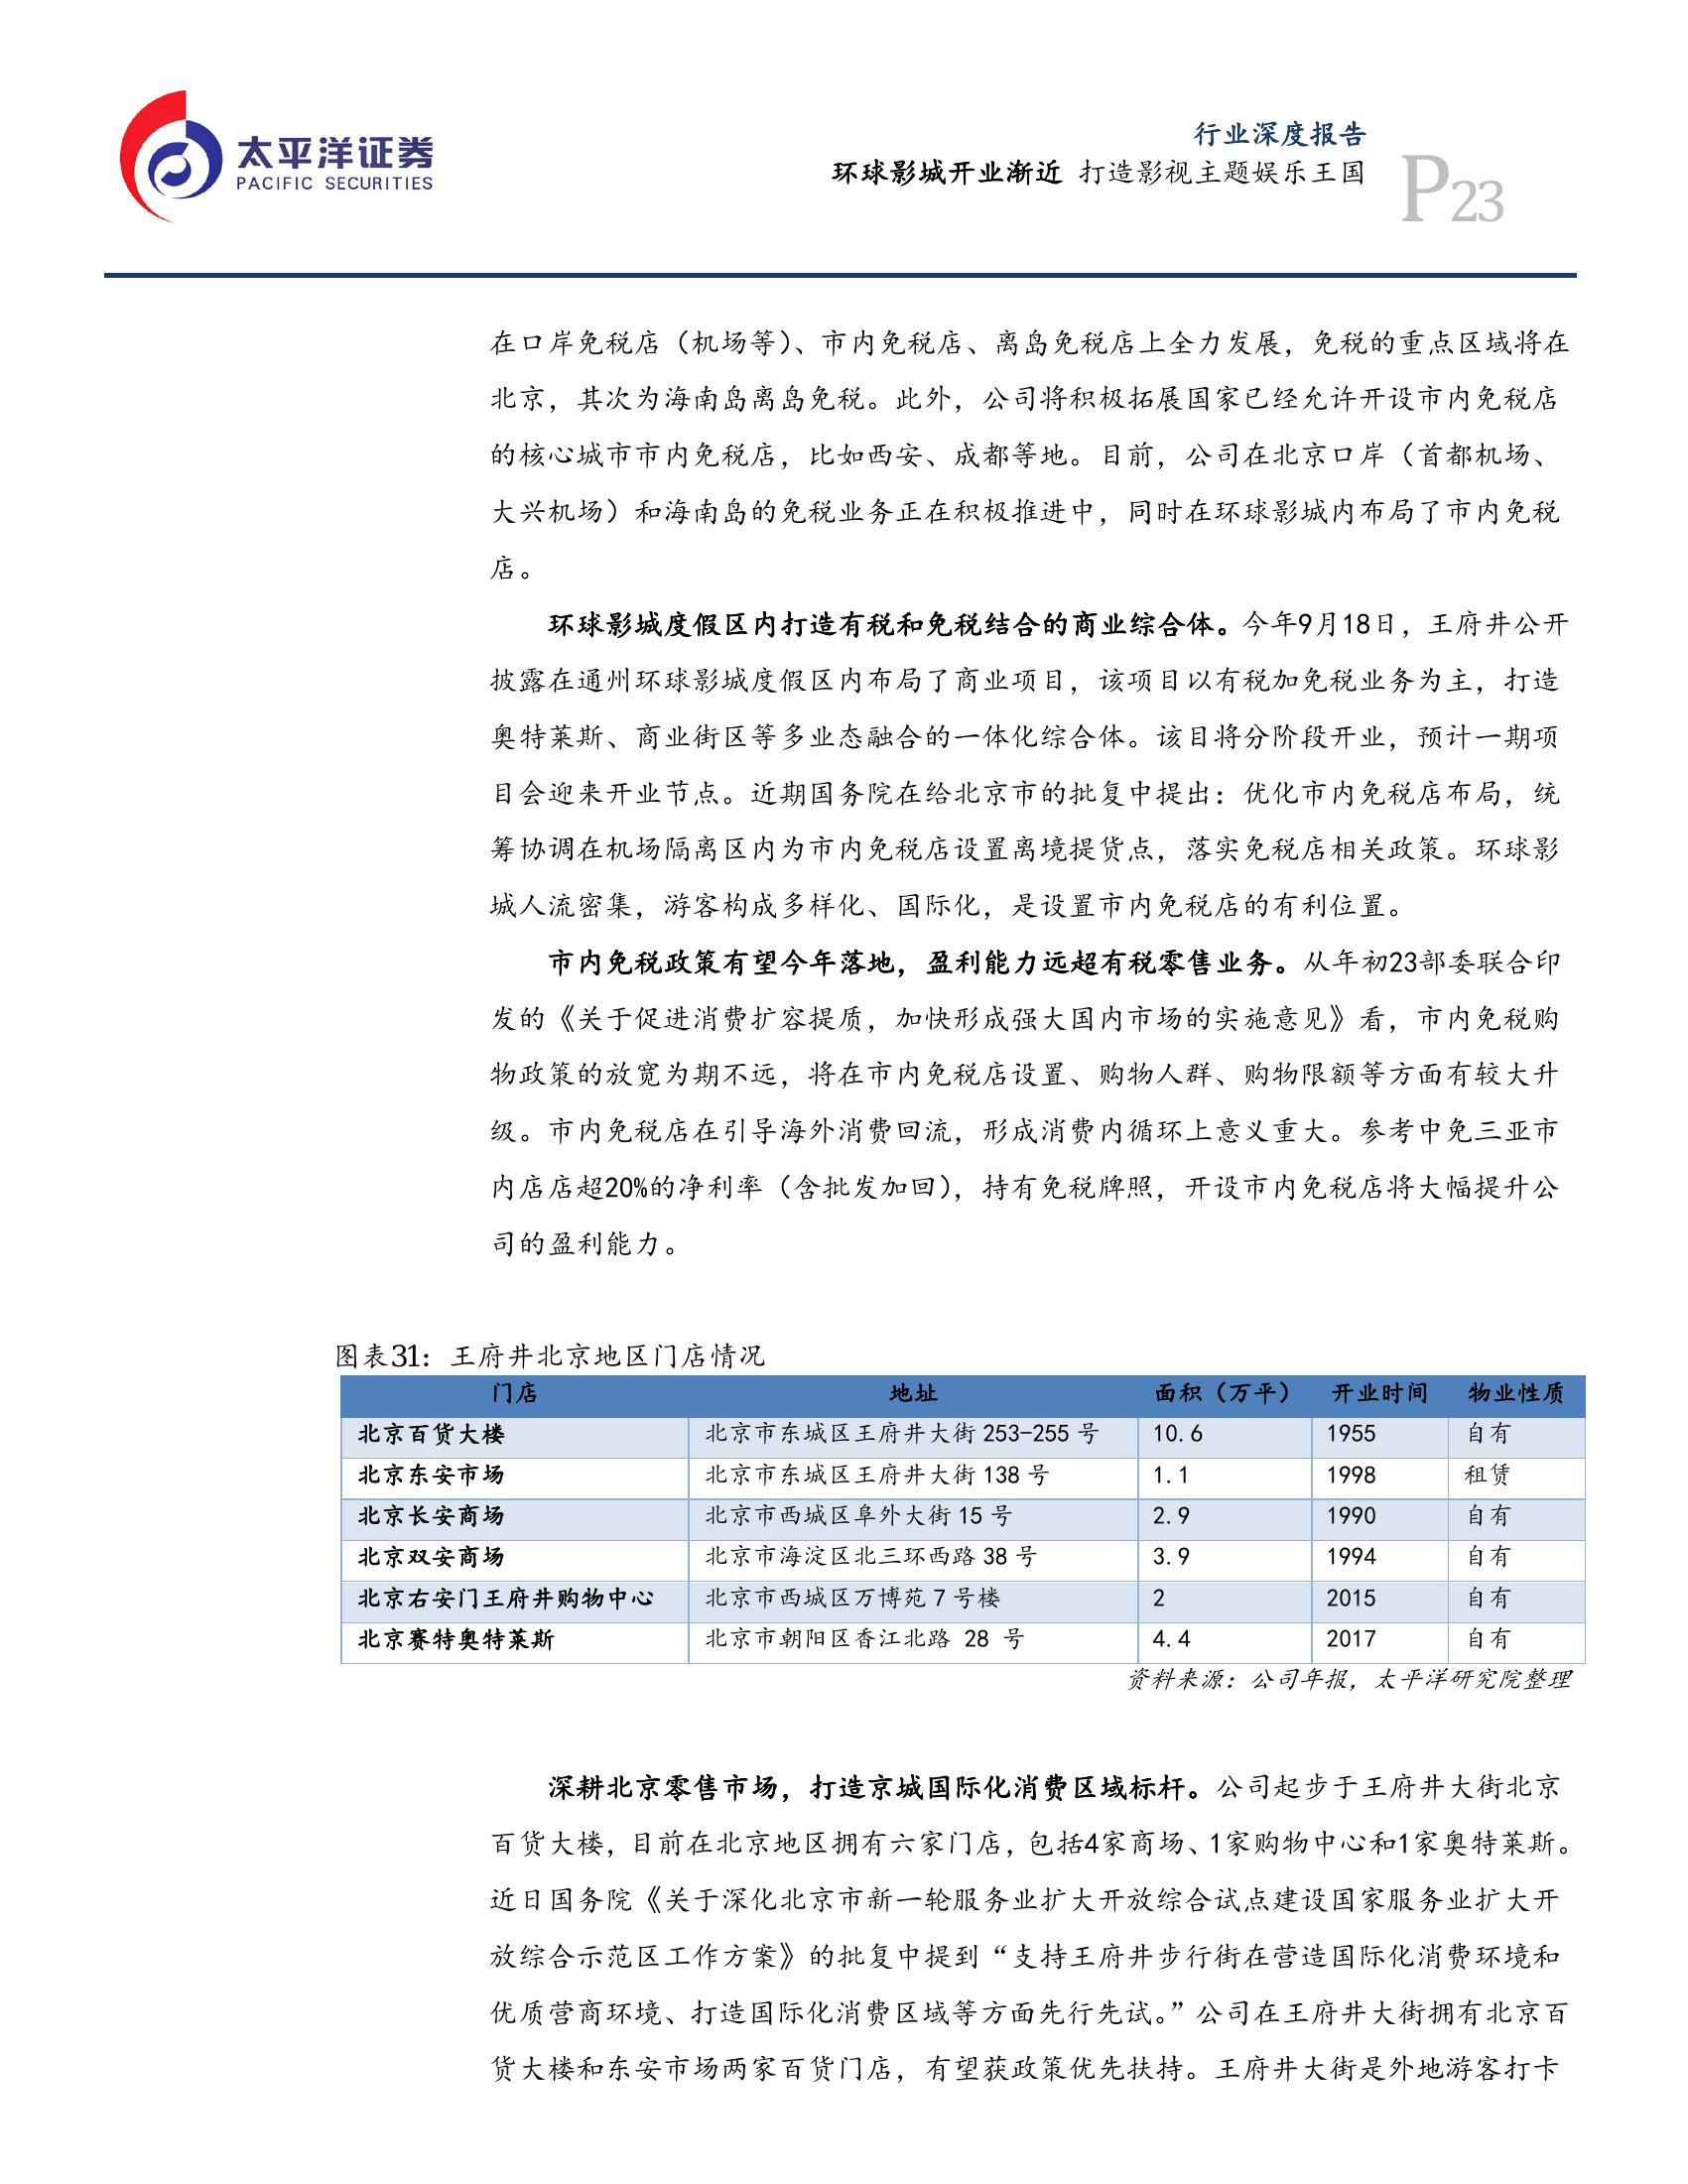 太平洋证券
PACIFIC SECURITIES
行业深度报告
环球影城开业渐近 打造影视主题娱乐王国
P23
在口岸免税店（机场等）、市内免税店、离岛免税店上全力发展，免税的重点区域将在
北京，其次为海南岛离岛免税。此外，公司将积极拓展国家已经允许开设市内免税店
的核心城市市内免税店，比如西安、成都等地。目前，公司在北京口岸（首都机场、
大兴机场）和海南岛的免税业务正在积极推进中，同时在环球影城内布局了市内免税
店。
环球影城度假区内打造有税和免税结合的商业综合体。今年9月18日，王府井公开
披露在通州环球影城度假区内布局了商业项目，该项目以有税加免税业务为主，打造
奥特莱斯、商业街区等多业态融合的一体化综合体。该目将分阶段开业，预计一期项
目会迎来开业节点。近期国务院在给北京市的批复中提出：优化市内免税店布局，统
筹协调在机场隔离区内为市内免税店设置离境提货点，落实免税店相关政策。环球影
城人流密集，游客构成多样化、国际化，是设置市内免税店的有利位置。
市内免税政策有望今年落地，盈利能力远超有税零售业务。从年初23部委联合印
发的《关于促进消费扩容提质，加快形成强大国内市场的实施意见》看，市内免税购
物政策的放宽为期不远，将在市内免税店设置、购物人群、购物限额等方面有较大升
级。市内免税店在引导海外消费回流，形成消费内循环上意义重大。参考中免三亚市
内店店超20%的净利率（含批发加回），持有免税牌照，开设市内免税店将大幅提升公
司的盈利能力。
图表31：王府井北京地区门店情况
门店 地址 面积（万平） 开业时间 物业性质
北京百货大楼 北京市东城区王府井大街 253-255 号 10.6 1955 自有
北京东安市场 北京市东城区王府井大街 138 号 1.1 1998 租赁
北京长安商场 北京市西城区阜外大街 15 号 2.9 1990 自有
北京双安商场 北京市海淀区北三环西路 38 号 3.9 1994 自有
北京右安门王府井购物中心 北京市西城区万博苑 7 号楼 2 2015 自有
北京赛特奥特莱斯 北京市朝阳区香江北路 28 号 4.4 2017 自有
资料来源：公司年报，太平洋研究院整理
深耕北京零售市场，打造京城国际化消费区域标杆。公司起步于王府井大街北京
百货大楼，目前在北京地区拥有六家门店，包括4家商场、1家购物中心和1家奥特莱斯。
近日国务院《关于深化北京市新一轮服务业扩大开放综合试点建设国家服务业扩大开
放综合示范区工作方案》的批复中提到“支持王府井步行街在营造国际化消费环境和
优质营商环境、打造国际化消费区域等方面先行先试。”公司在王府井大街拥有北京百
货大楼和东安市场两家百货门店，有望获政策优先扶持。王府井大街是外地游客打卡